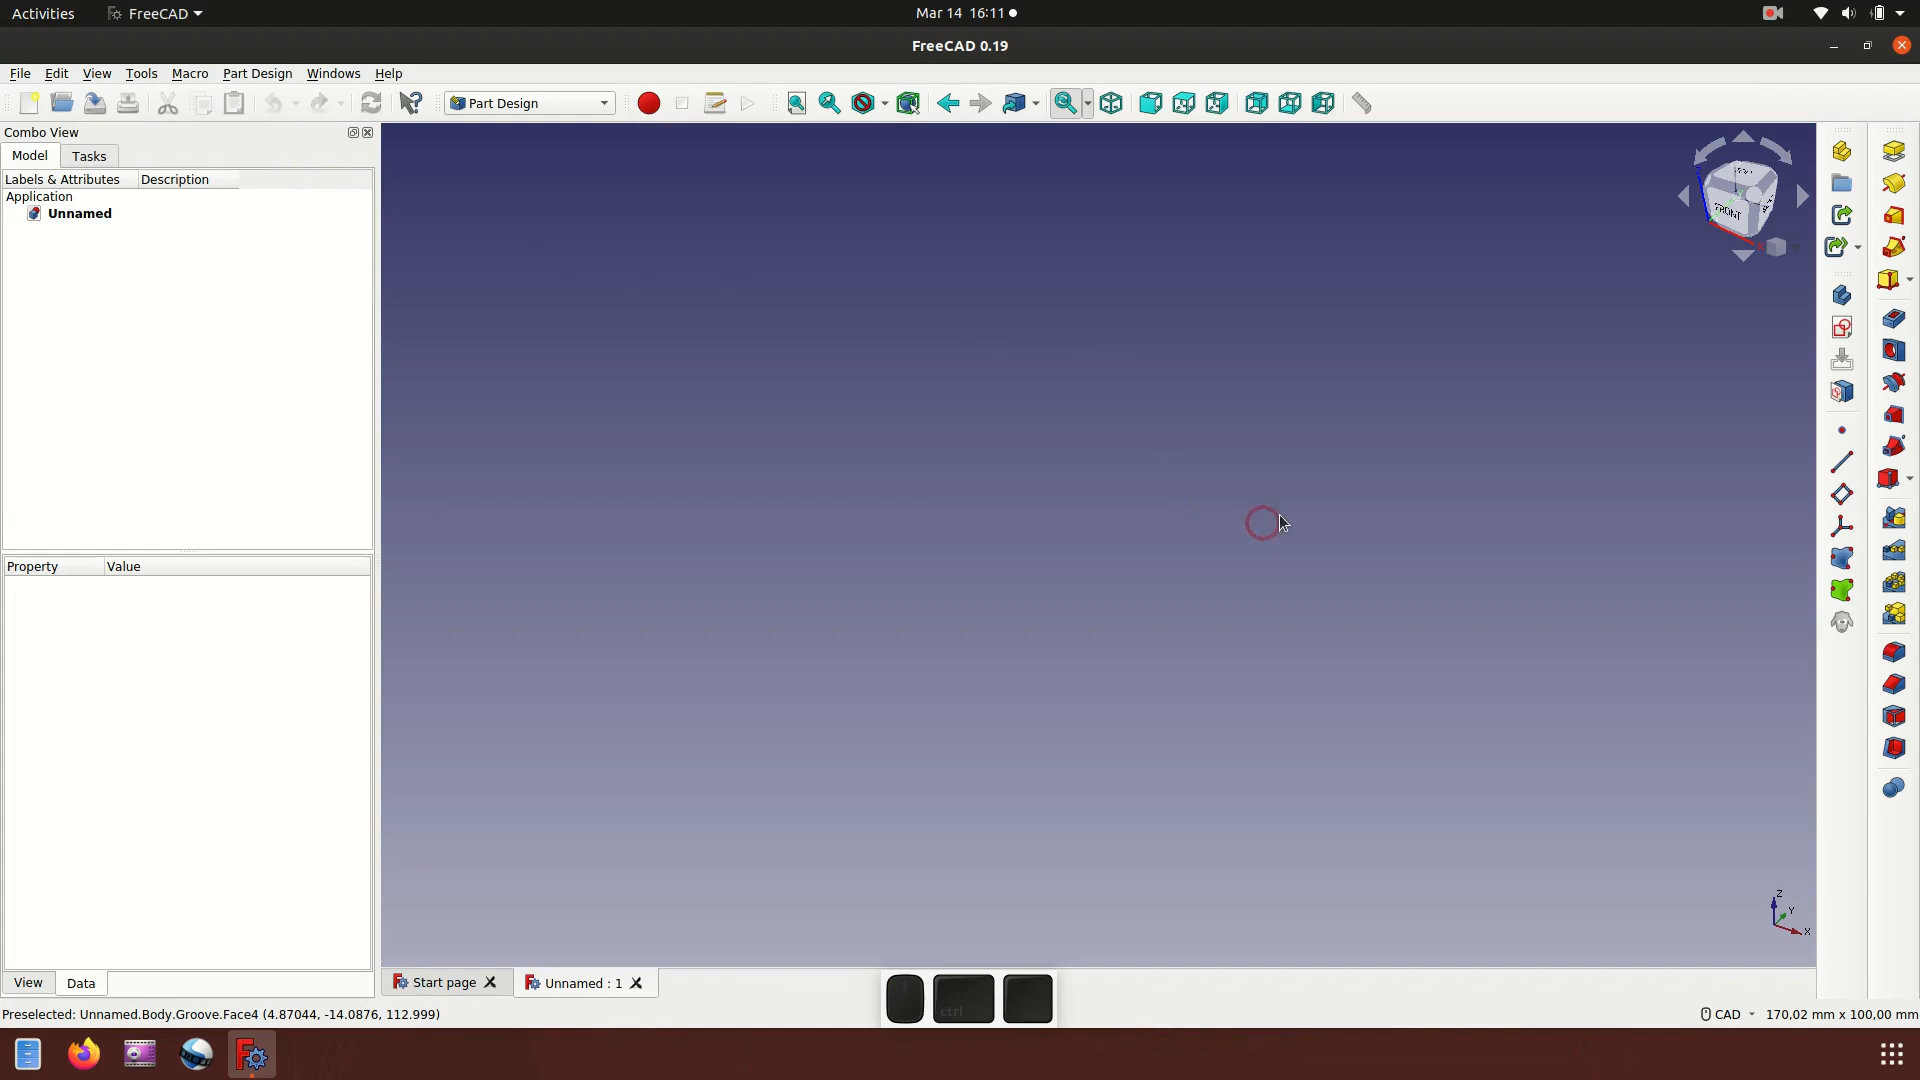 Activities
FreeCAD
Mar 14 16:11
FreeCAD 0.19
File Edit View Tools Macro Part Design Windows Help
Part Design
Combo View
Model
Tasks
Labels & Attributes
Description
Application
Unnamed
FRONT
Property
Value
Z
Y
X
View
Data
Start page
Unnamed : 1
ctrl
Preselected: Unnamed.Body.Groove.Face4 (4.87044, -14.0876, 112.999)
CAD
170,02 mm x 100,00 mm